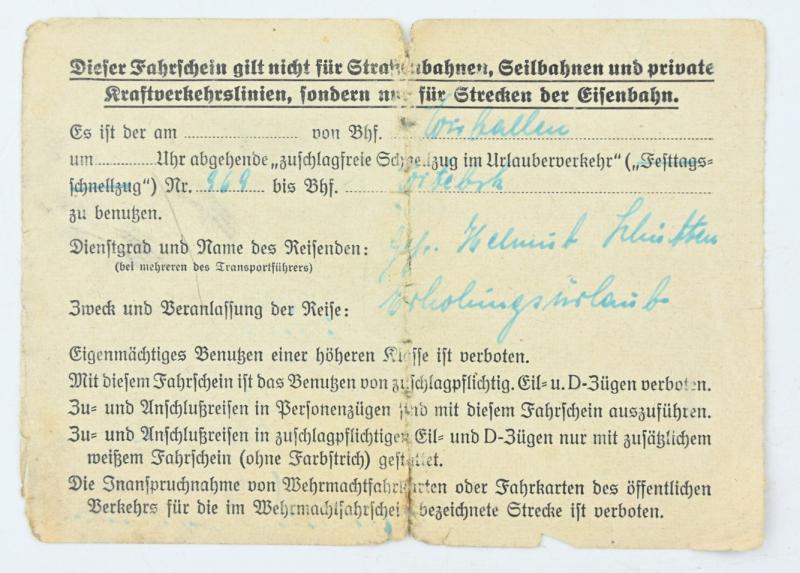 Dieser Fahrschein gilt nicht für Straßenbahnen, Seilbahnen und private
Kraftverkehrslinien, sondern nur für Strecken der Eisenbahn.
Es ist der am ............ von Bhf.
um ............ Uhr abgehende „zuschlagfreie Schnellzug im Urlauberverkehr“ („Festtags-
schnellzug“) Nr. 969 bis Bhf. Witebsk
zu benutzen.
Dienstgrad und Name des Reisenden: Gefr. Helmut
(bei mehreren des Transportführers)
Zweck und Veranlassung der Reise: Erholungsurlaub
Eigenmächtiges Benutzen einer höheren Klasse ist verboten.
Mit diesem Fahrschein ist das Benutzen von zuschlagpflichtig. Eil- u. D-Zügen verboten.
Zu- und Anschlußreisen in Personenzügen sind mit diesem Fahrschein auszuführen.
Zu- und Anschlußreisen in zuschlagpflichtigen Eil- und D-Zügen nur mit zusätzlichem
weißem Fahrschein (ohne Farbstrich) gestattet.
Die Inanspruchnahme von Wehrmachtfahrkarten oder Fahrkarten des öffentlichen
Verkehrs für die im Wehrmachtfahrschein bezeichnete Strecke ist verboten.